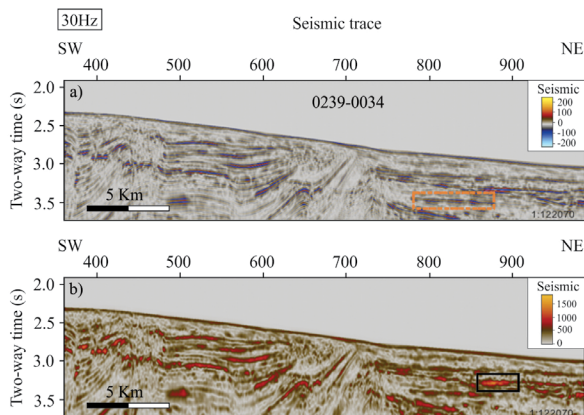 30Hz
Seismic trace
SW NE
400 500 600 700 800 900
Two-way time (s)
2.0
2.5
3.0
3.5
a)
0239-0034
Seismic
200
100
0
-100
-200
5 Km
1:122070
SW NE
400 500 600 700 800 900
Two-way time (s)
2.0
2.5
3.0
3.5
b)
Seismic
1500
1000
500
0
5 Km
1:122070